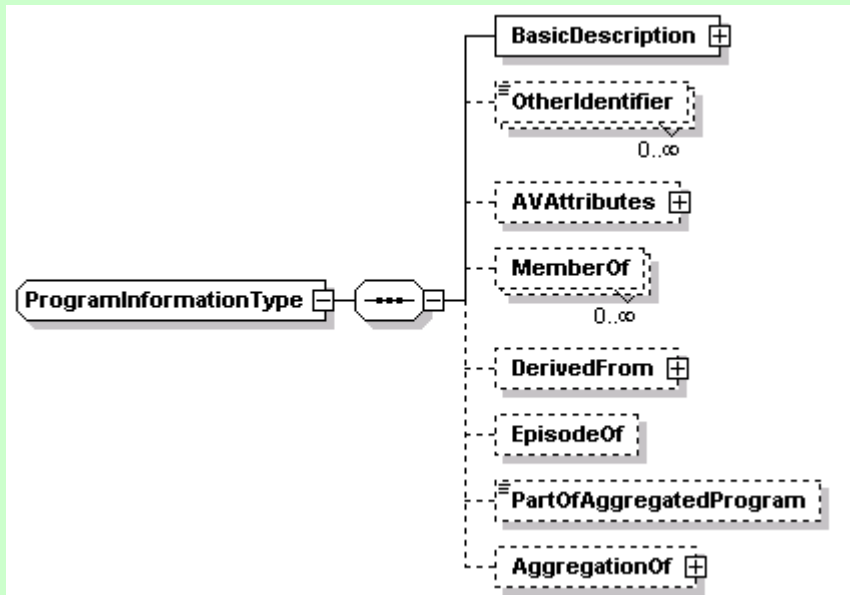 BasicDescription
OtherIdentifier
0..∞
AVAttributes
MemberOf
0..∞
ProgramInformationType
DerivedFrom
EpisodeOf
PartOfAggregatedProgram
AggregationOf